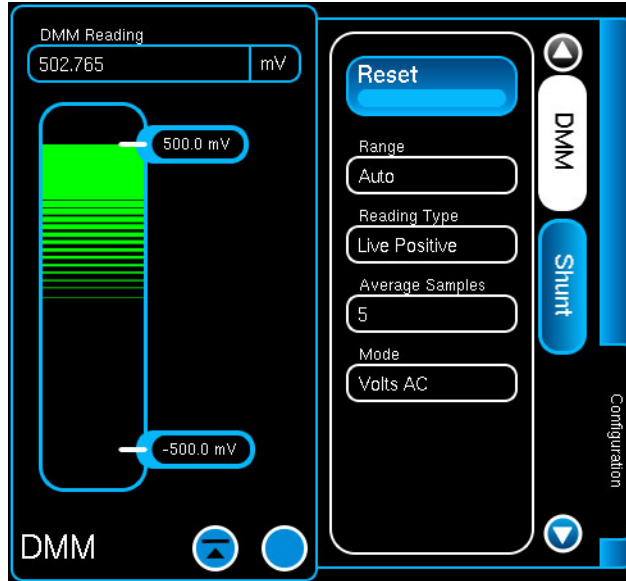 DMM Reading
502.765 mV
500.0 mV
-500.0 mV
DMM
Reset
Range
Auto
Reading Type
Live Positive
Average Samples
5
Mode
Volts AC
DMM
Shunt
Configuration